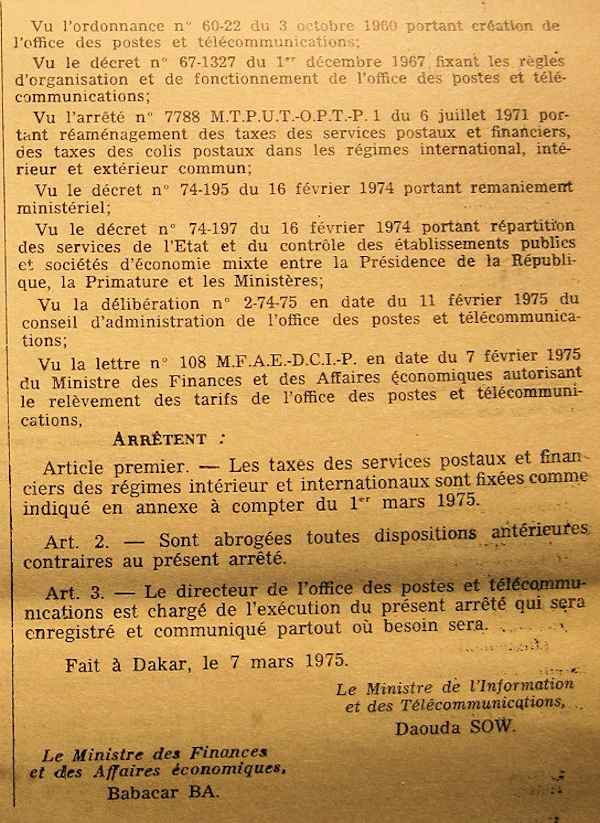 Vu l'ordonnance n° 60-22 du 3 octobre 1960 portant création de
l'office des postes et télécommunications;
Vu le décret n° 67-1327 du 1er décembre 1967 fixant les règles
d'organisation et de fonctionnement de l'office des postes et télé-
communications;
Vu l'arrêté n° 7788 M.T.P.U.T.-O.P.T.-P. 1 du 6 juillet 1971 por-
tant réaménagement des taxes des services postaux et financiers,
des taxes des colis postaux dans les régimes international, inté-
rieur et extérieur commun;
Vu le décret n° 74-195 du 16 février 1974 portant remaniement
ministériel;
Vu le décret n° 74-197 du 16 février 1974 portant répartition
des services de l'Etat et du contrôle des établissements publics
et sociétés d'économie mixte entre la Présidence de la Républi-
que, la Primature et les Ministères;
Vu la délibération n° 2-74-75 en date du 11 février 1975 du
conseil d'administration de l'office des postes et télécommunica-
tions;
Vu la lettre n° 108 M.F.A.E.-D.C.I.-P. en date du 7 février 1975
du Ministre des Finances et des Affaires économiques autorisant
le relèvement des tarifs de l'office des postes et télécommuni-
cations,
ARRÊTENT :
Article premier. — Les taxes des services postaux et finan-
ciers des régimes intérieur et internationaux sont fixées comme
indiqué en annexe à compter du 1er mars 1975.
Art. 2. — Sont abrogées toutes dispositions antérieures
contraires au présent arrêté.
Art. 3. — Le directeur de l'office des postes et télécommu-
nications est chargé de l'exécution du présent arrêté qui sera
enregistré et communiqué partout où besoin sera.
Fait à Dakar, le 7 mars 1975.
Le Ministre de l'Information
et des Télécommunications,
Daouda SOW.
Le Ministre des Finances
et des Affaires économiques,
Babacar BA.